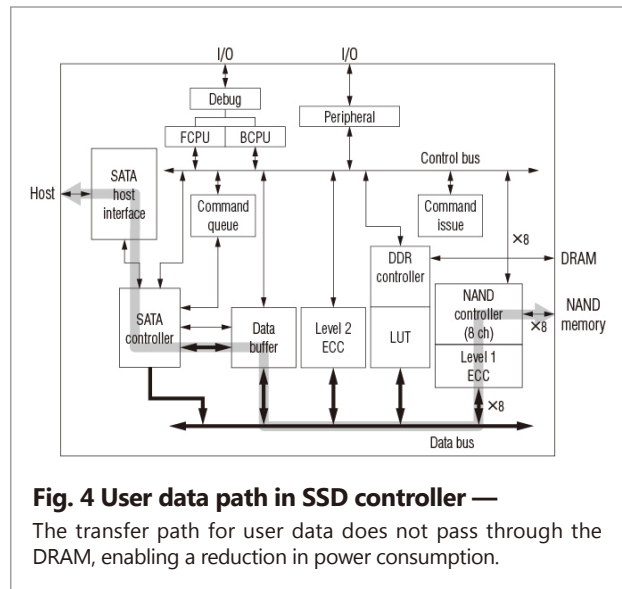 I/O
I/O
Debug
FCPU
BCPU
Peripheral
Control bus
SATA
host
interface
Host
Command
queue
Command
issue
×8
DDR
controller
DRAM
SATA
controller
Data
buffer
Level 2
ECC
LUT
NAND
controller
(8 ch)
NAND
memory
×8
Level 1
ECC
×8
Data bus
Fig. 4 User data path in SSD controller —
The transfer path for user data does not pass through the
DRAM, enabling a reduction in power consumption.